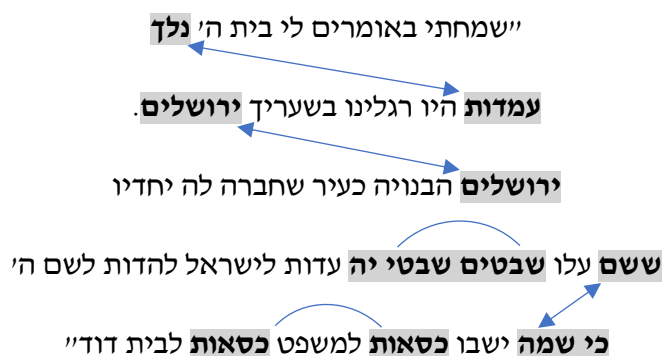 ״שמחתי באומרים לי בית ה׳ נלך
עמדות היו רגלינו בשעריך ירושלים.
ירושלים הבנויה כעיר שחברה לה יחדיו
ששם עלו שבטים שבטי יה עדות לישראל להדות לשם ה׳
כי שמה ישבו כסאות למשפט כסאות לבית דוד״